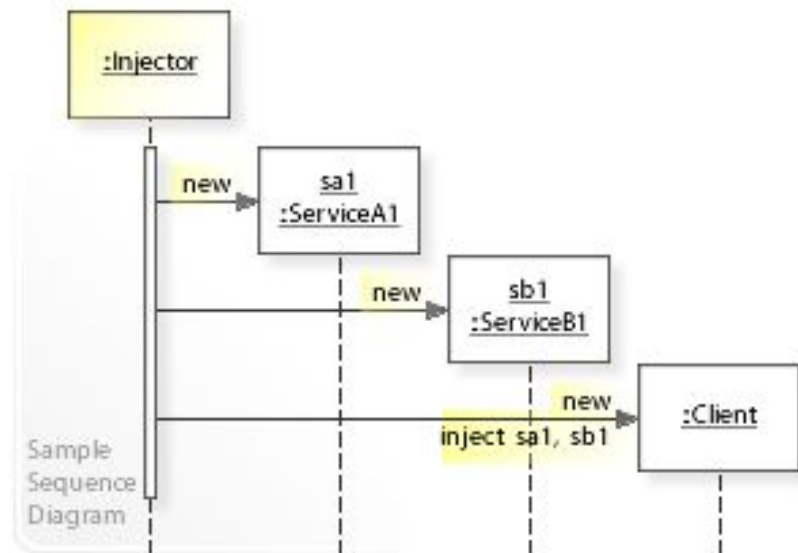 :Injector
new
sa1
:ServiceA1
new
sb1
:ServiceB1
new
inject sa1, sb1
:Client
Sample
Sequence
Diagram